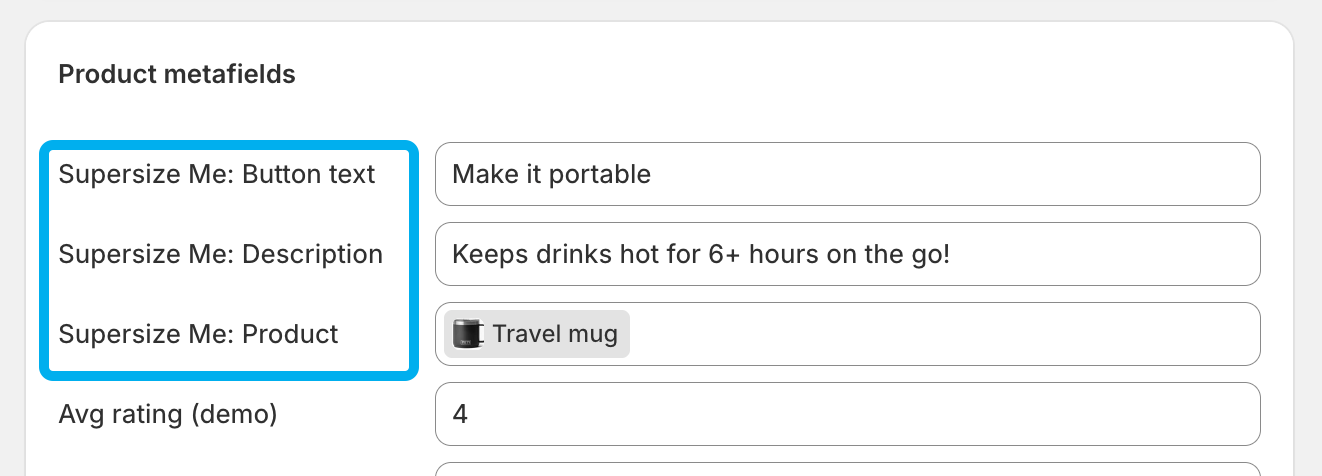 Product metafields
Supersize Me: Button text
Make it portable
Supersize Me: Description
Keeps drinks hot for 6+ hours on the go!
Supersize Me: Product
Travel mug
Avg rating (demo)
4